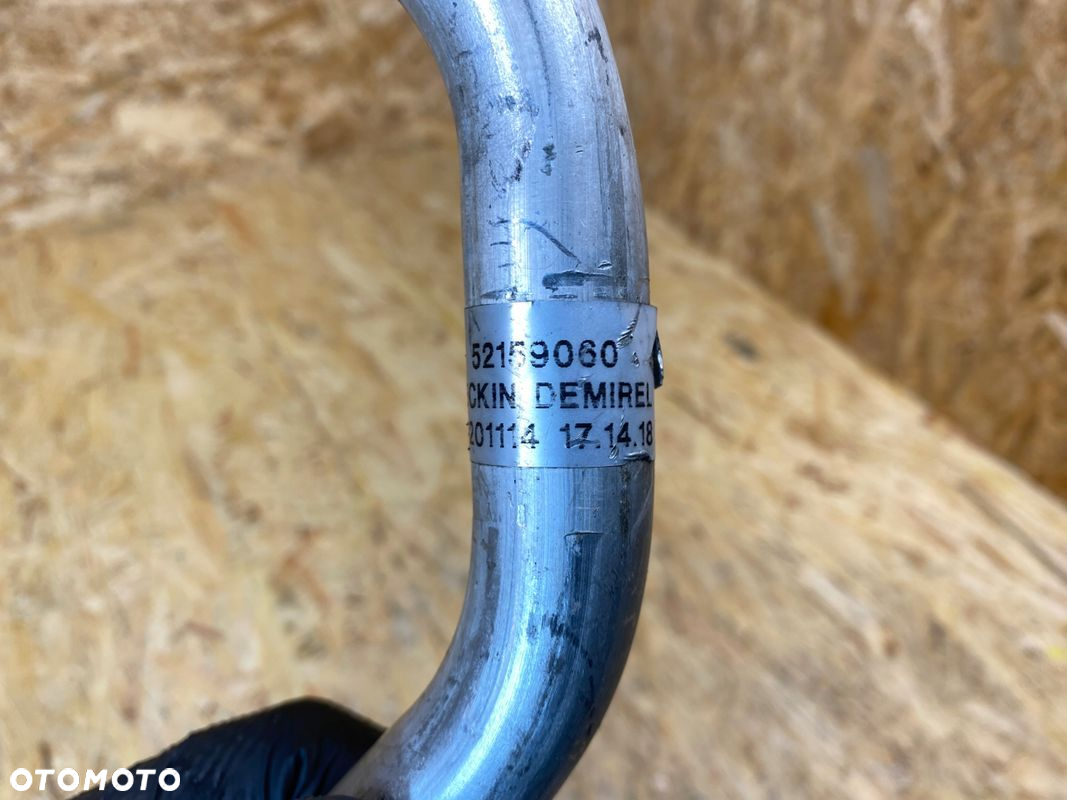 52159060
CKIN DEMIREL
201114 17.14.18
OTOMOTO